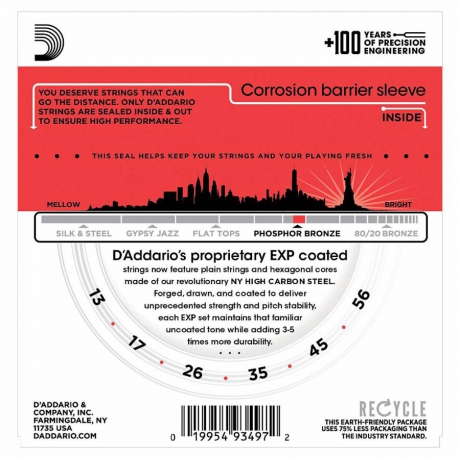 +100 YEARS
OF PRECISION
ENGINEERING
YOU DESERVE STRINGS THAT CAN
GO THE DISTANCE. ONLY D'ADDARIO
STRINGS ARE SEALED INSIDE & OUT
TO ENSURE HIGH PERFORMANCE.
Corrosion barrier sleeve
INSIDE
THIS SEAL HELPS KEEP YOUR STRINGS AND YOUR PLAYING FRESH
MELLOW BRIGHT
SILK & STEEL GYPSY JAZZ FLAT TOPS PHOSPHOR BRONZE 80/20 BRONZE
D'Addario's proprietary EXP coated
strings now feature plain strings and hexagonal cores
made of our revolutionary NY HIGH CARBON STEEL.
Forged, drawn, and coated to deliver
unprecedented strength and pitch stability,
each EXP set maintains that familiar
uncoated tone while adding 3-5
times more durability.
13 • 17 • 26 • 35 • 45 • 56
D'ADDARIO &
COMPANY, INC.
FARMINGDALE, NY
11735 USA
DADDARIO.COM
0 19954 93497 2
RECYCLE
THIS EARTH-FRIENDLY PACKAGE
USES 75% LESS PACKAGING THAN
THE INDUSTRY STANDARD.